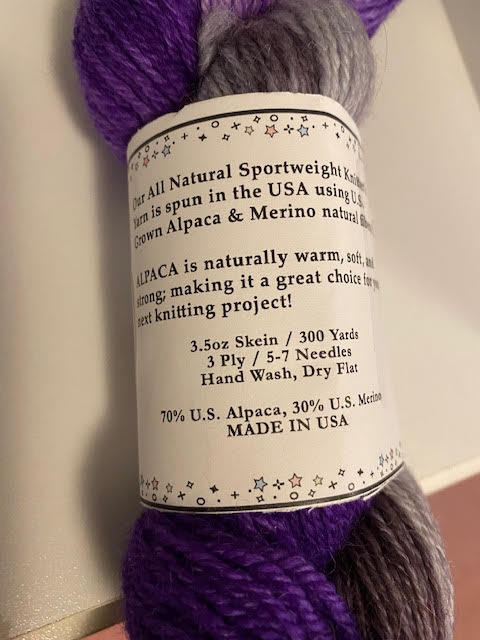 Our All Natural Sportweight
Yarn is spun in the USA using U.S.
Grown Alpaca & Merino natural
ALPACA is naturally warm, soft, and
strong; making it a great choice for
next knitting project!
3.5oz Skein / 300 Yards
3 Ply / 5-7 Needles
Hand Wash, Dry Flat
70% U.S. Alpaca, 30% U.S. Merino
MADE IN USA